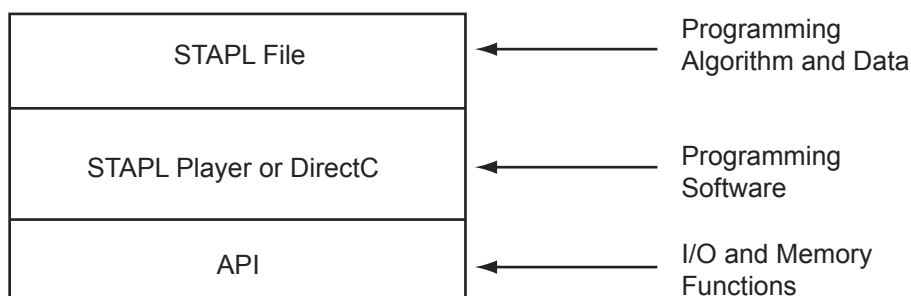 STAPL File
Programming
Algorithm and Data
STAPL Player or DirectC
Programming
Software
API
I/O and Memory
Functions